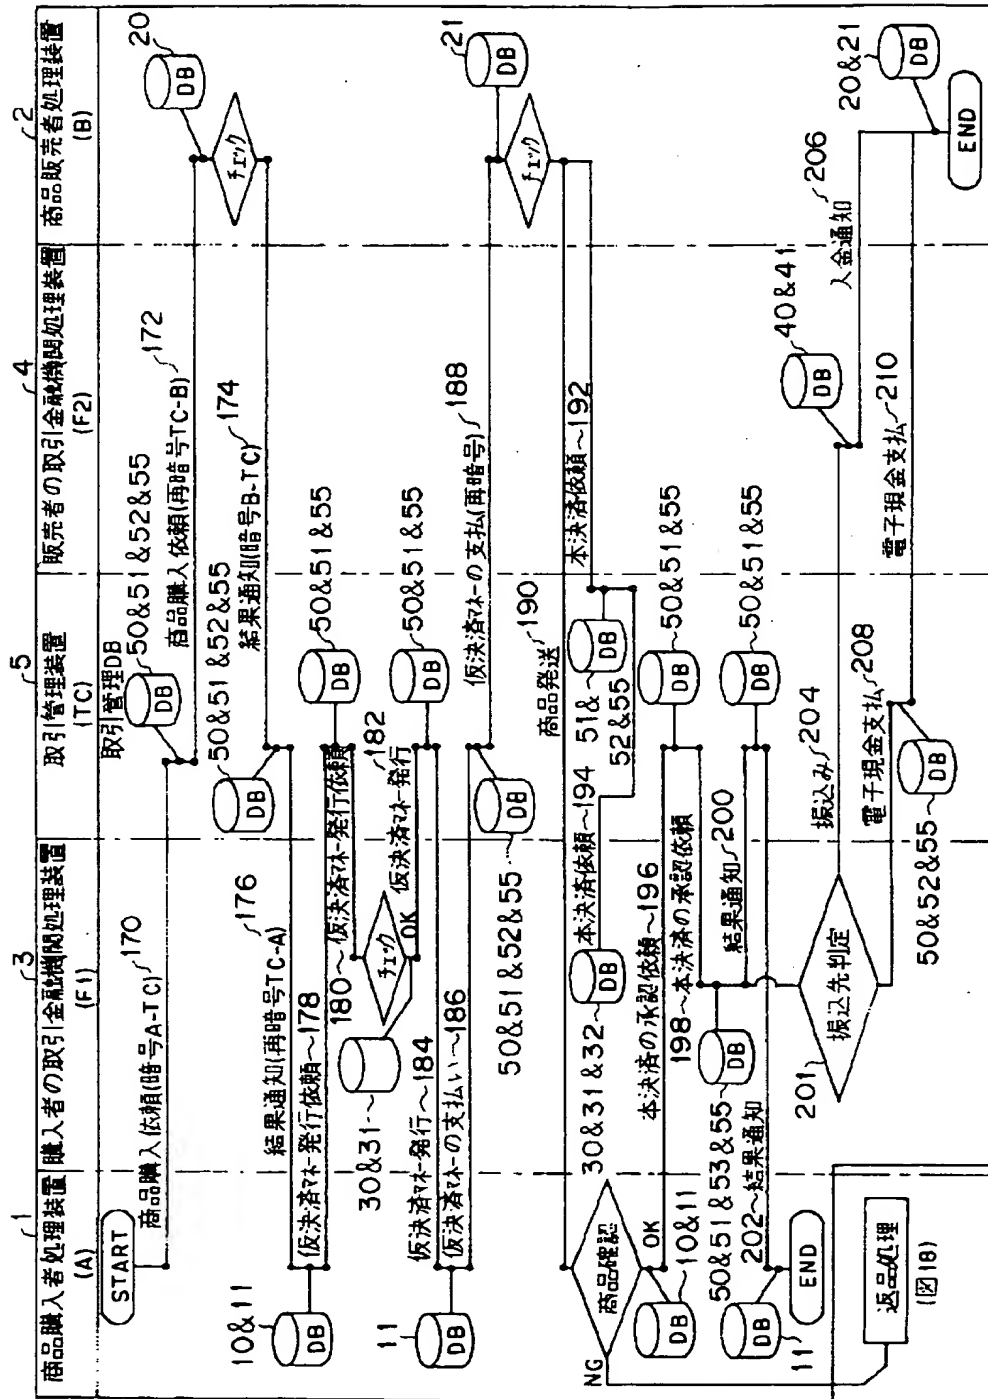 1
商品購入者処理装置
(A)
3
購入者の取引金融機関処理装置
(F1)
5
取引管理装置
(TC)
4
販売者の取引金融機関処理装置
(F2)
2
商品販売者処理装置
(B)
START
商品購入依頼(暗号A-TC) 170
取引管理DB
DB
50&51&52&55
商品購入依頼(再暗号TC-B) 172
DB
20
チェック
結果通知(暗号B-TC) 174
50&51&52&55
DB
結果通知(再暗号TC-A) 176
DB
10&11
仮決済マネー発行依頼~178
180~仮決済マネー発行依頼
DB
50&51&55
チェック
30&31
OK
仮決済マネー発行 182
DB
50&51&55
仮決済マネー発行~184
DB
11
仮決済マネーの支払い~186
DB
50&51&52&55
仮決済マネーの支払(再暗号) 188
DB
21
チェック
商品発送 190
本決済依頼~192
DB
51&
52&55
本決済依頼~194
DB
30&31&32
商品確認
NG
OK
DB
10&11
本決済の承認依頼~196
DB
50&51&55
198~本決済の承認依頼
DB
50&51&53&55
結果通知 200
DB
50&51&55
202~結果通知
DB
11
END
201
振込先判定
振込み 204
DB
40&41
入金通知 206
電子現金支払 208
DB
50&52&55
電子現金支払 210
DB
20&21
END
返品処理
(図18)